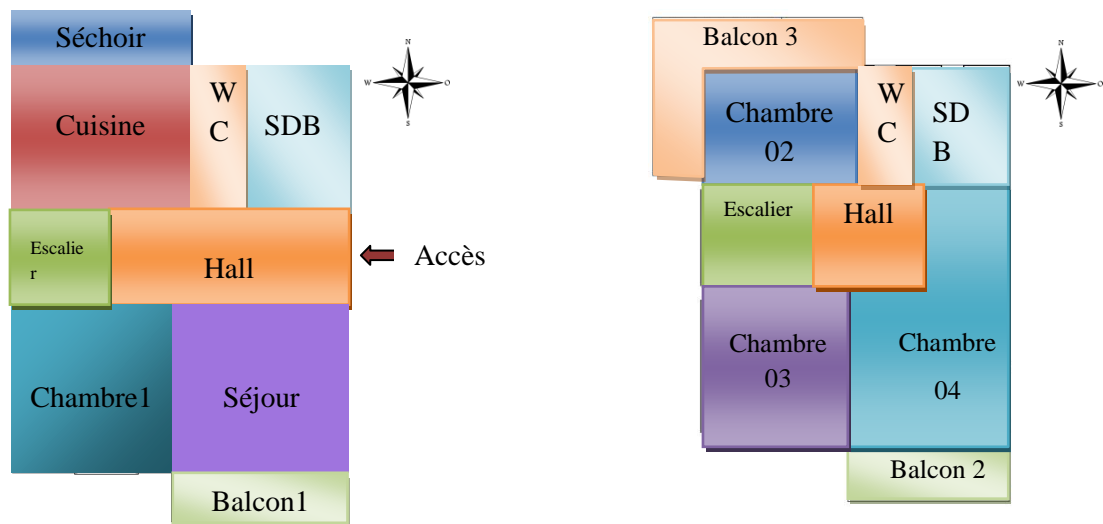 Séchoir
N
W
O
S
W
C
Cuisine
SDB
Escalie
r
Hall
Accès
Chambre1
Séjour
Balcon1
Balcon 3
N
W
O
S
Chambre
02
W
C
SD
B
Escalier
Hall
Chambre
03
Chambre
04
Balcon 2